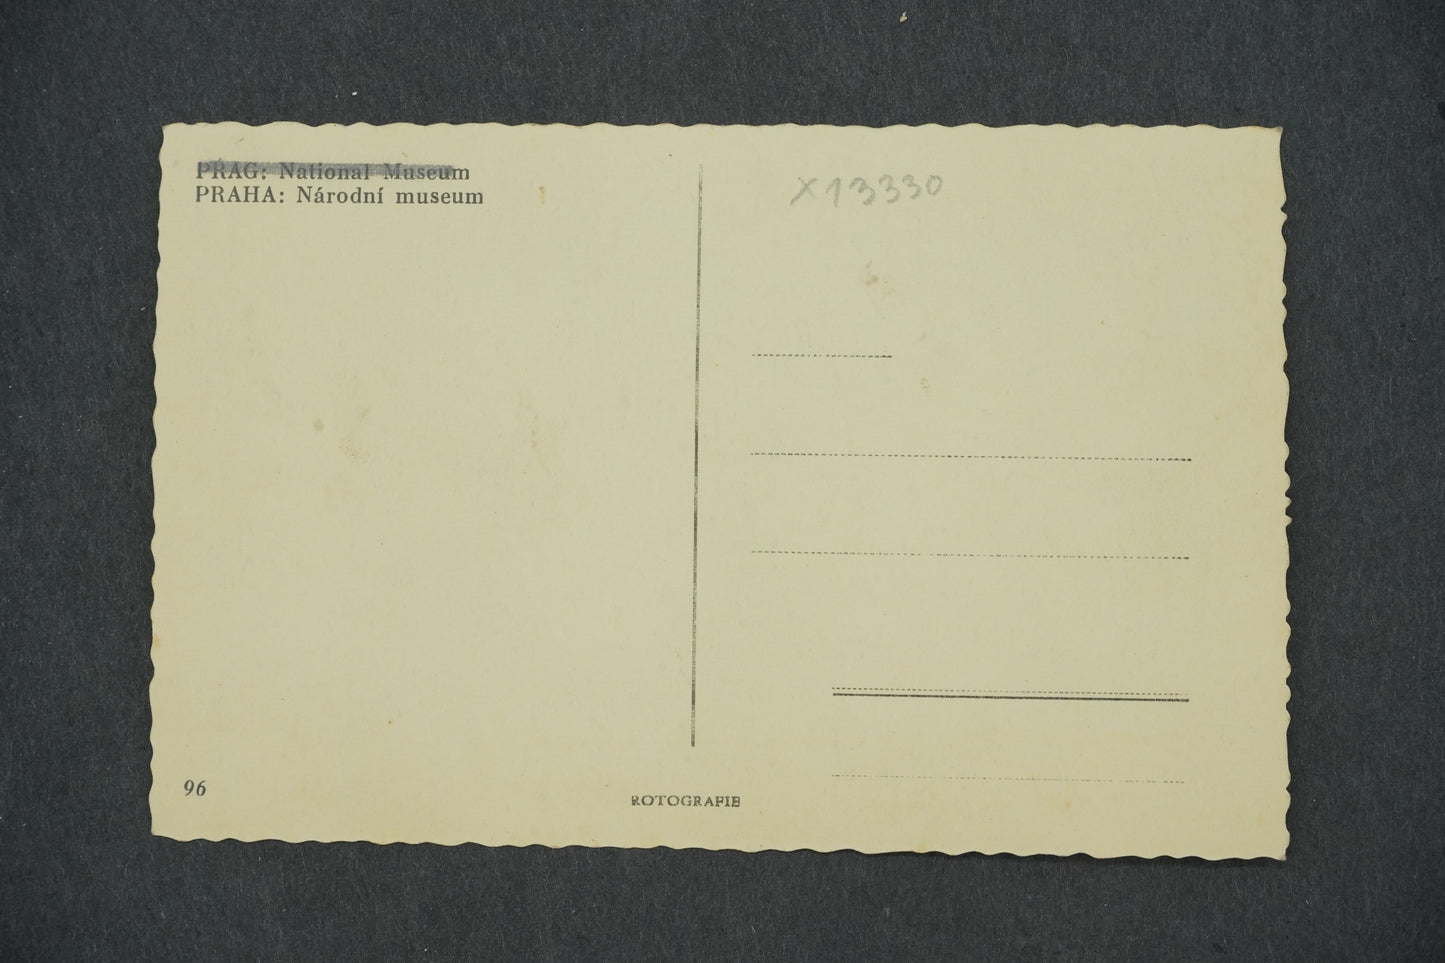 PRAG: National Museum
PRAHA: Národní museum
X13330
96
ROTOGRAFIE